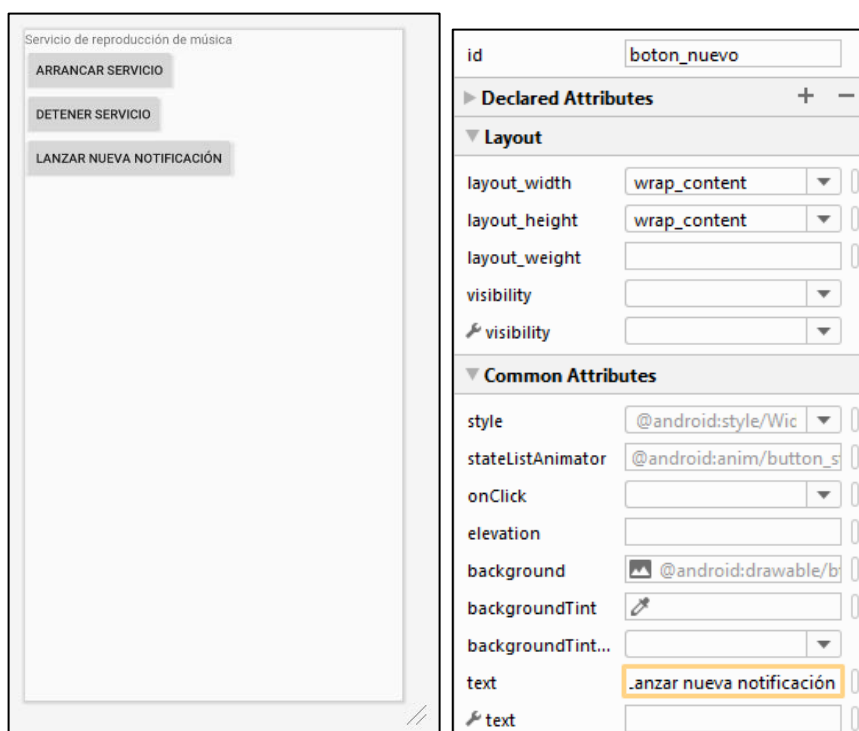 Servicio de reproducción de música
ARRANCAR SERVICIO
DETENER SERVICIO
LANZAR NUEVA NOTIFICACIÓN
id boton_nuevo
Declared Attributes + −
Layout
layout_width wrap_content
layout_height wrap_content
layout_weight
visibility
visibility
Common Attributes
style @android:style/Wic
stateListAnimator @android:anim/button_s
onClick
elevation
background @android:drawable/b
backgroundTint
backgroundTint...
text Lanzar nueva notificación
text